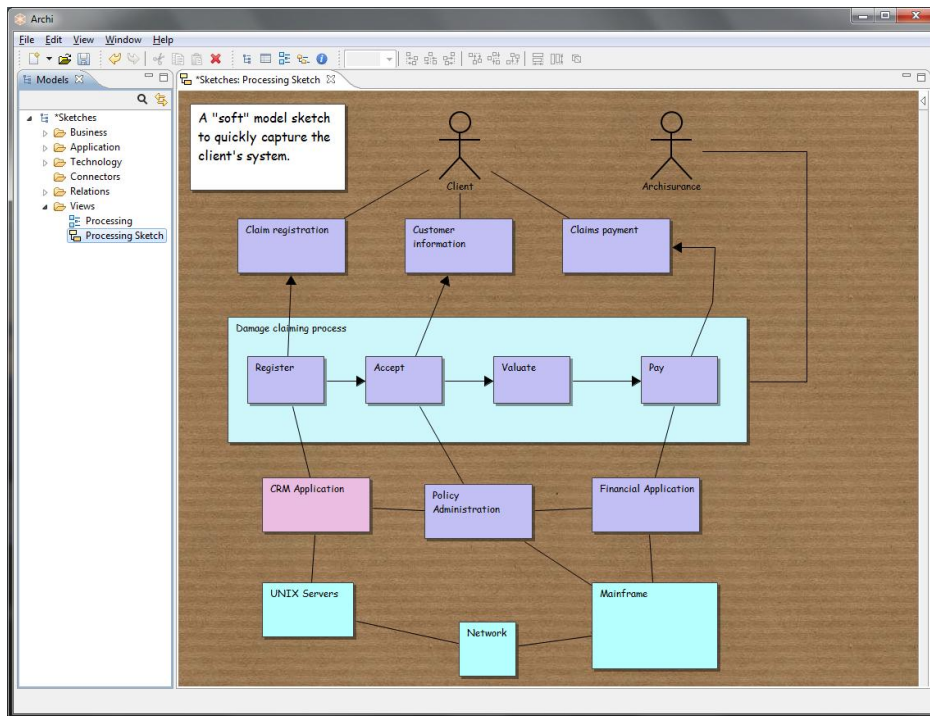 Archi
File Edit View Window Help
Models
*Sketches: Processing Sketch
*Sketches
Business
Application
Technology
Connectors
Relations
Views
Processing
Processing Sketch
A "soft" model sketch
to quickly capture the
client's system.
Client
Archisurance
Claim registration
Customer
information
Claims payment
Damage claiming process
Register
Accept
Valuate
Pay
CRM Application
Policy
Administration
Financial Application
UNIX Servers
Mainframe
Network